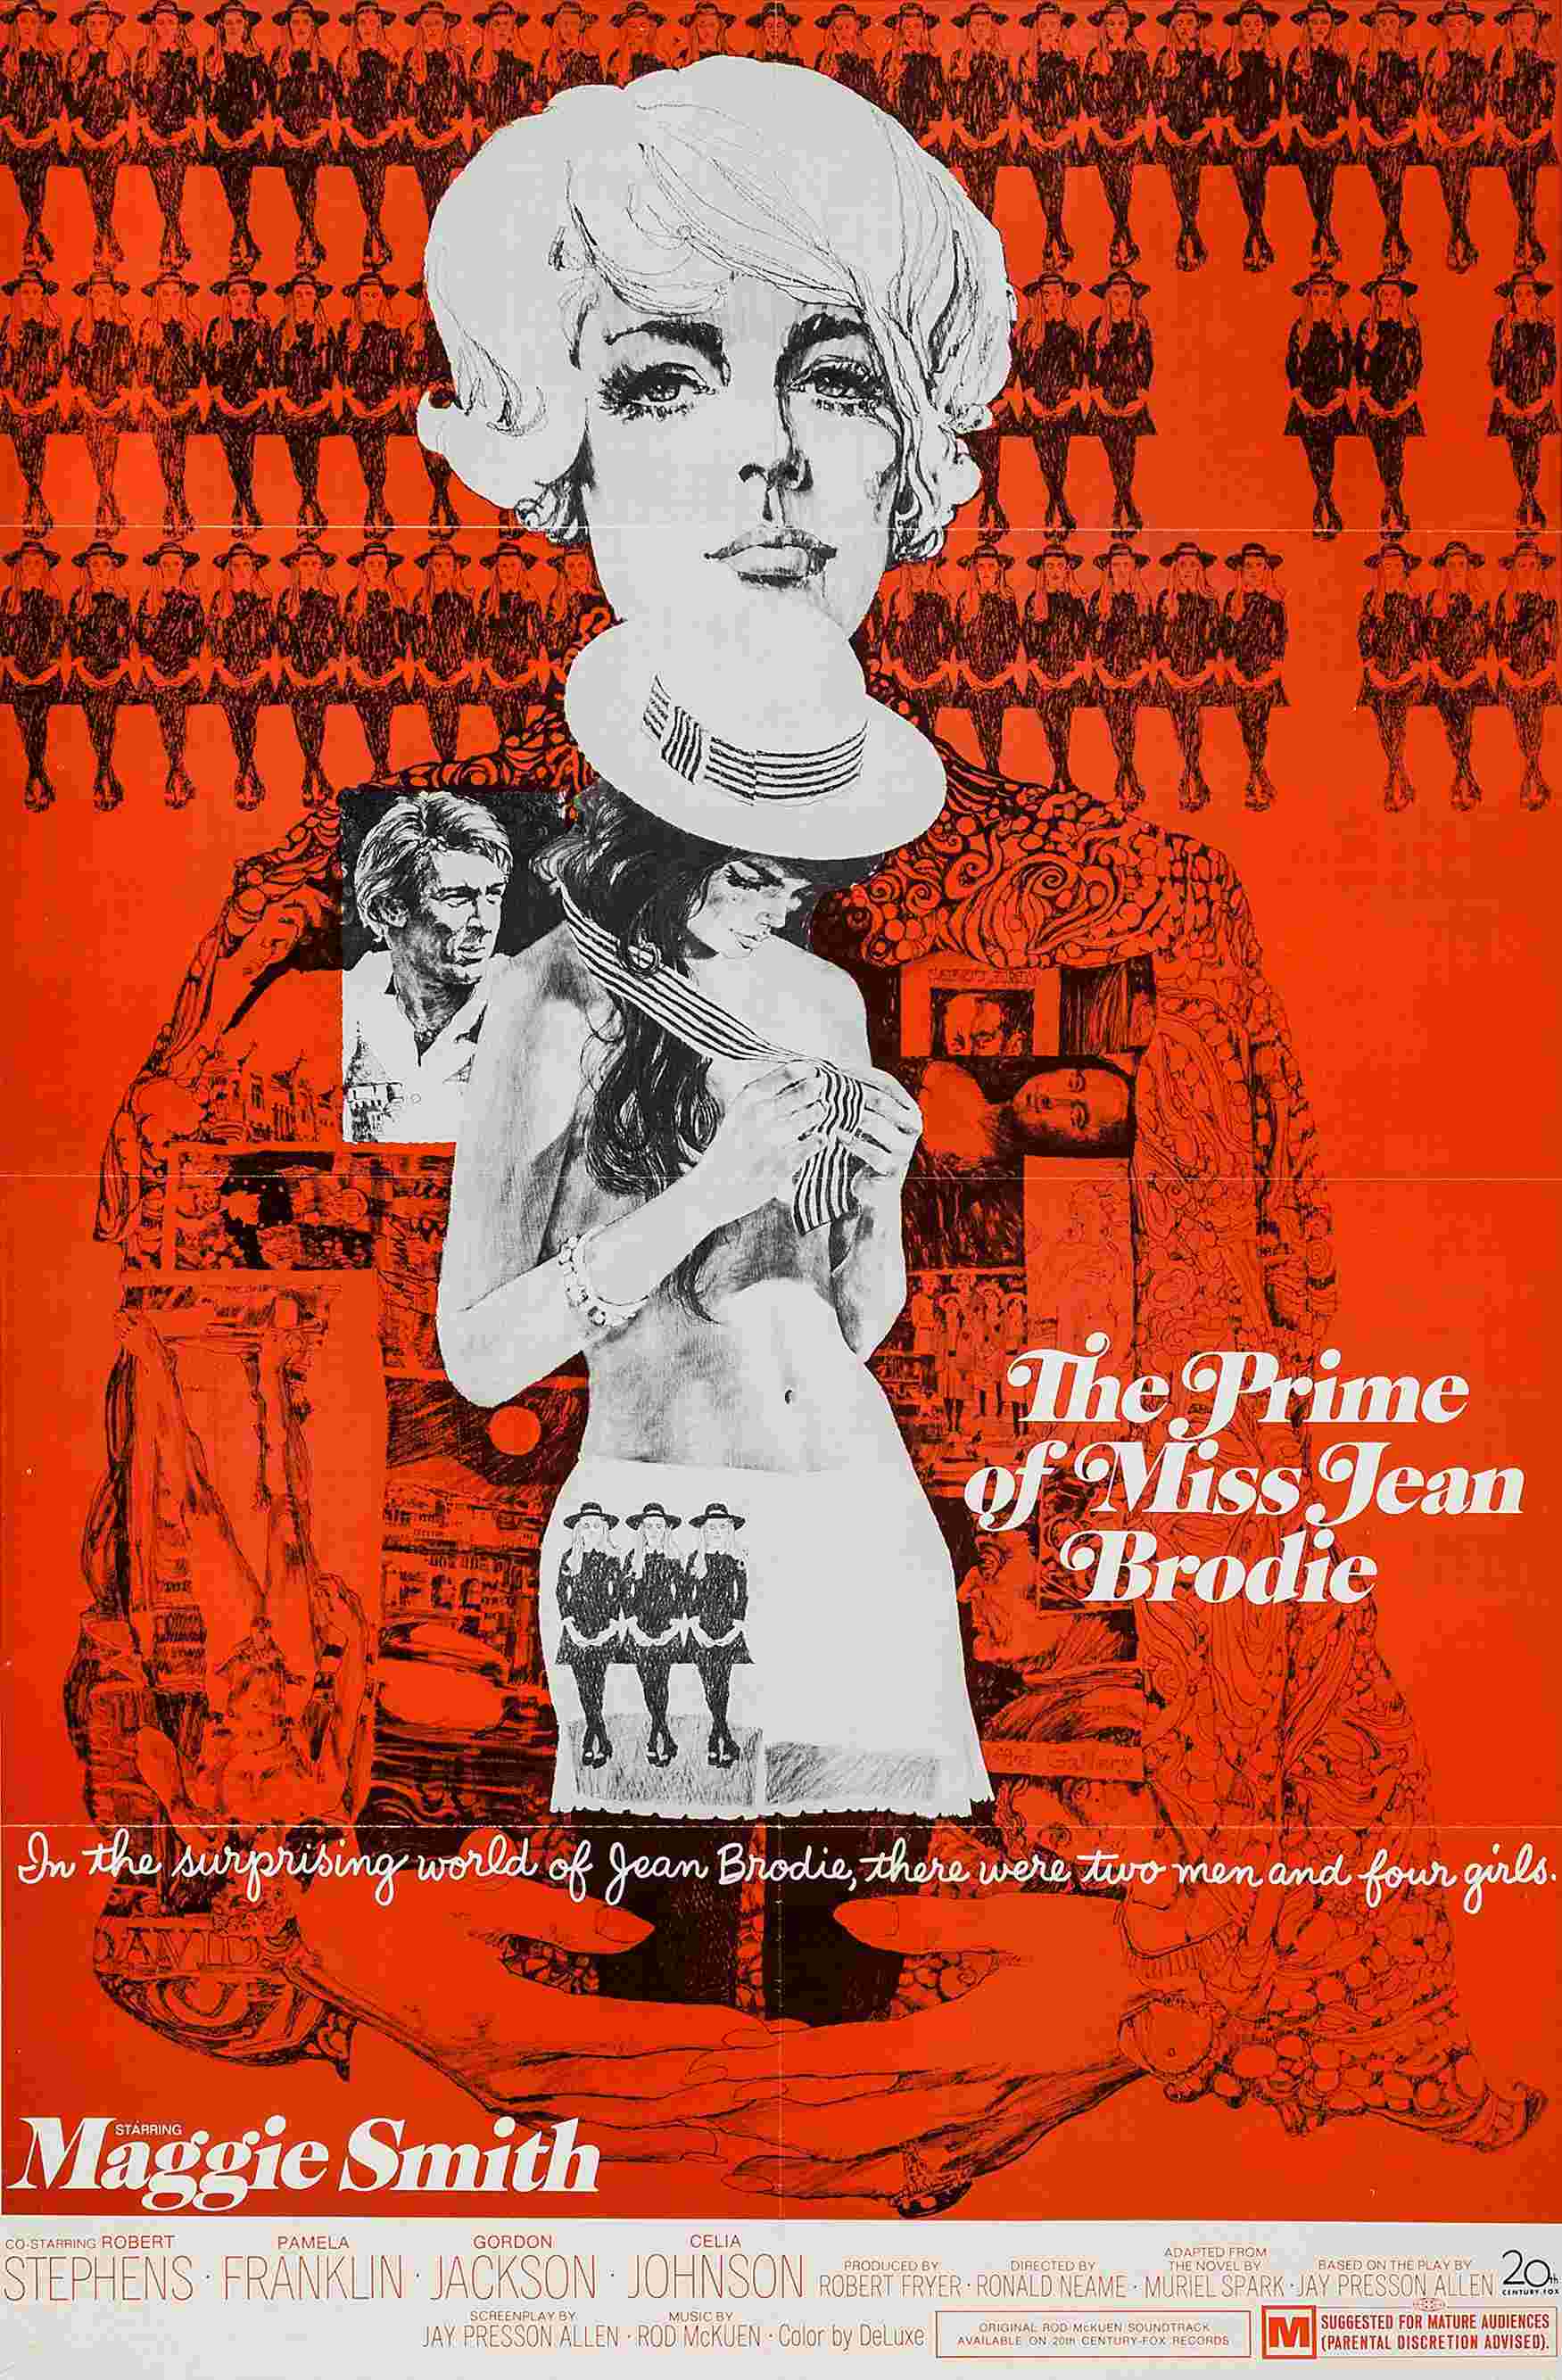 The Prime
of Miss Jean
Brodie
Art Gallery
In the surprising world of Jean Brodie, there were two men and four girls.
DAVID
STARRING
Maggie Smith
CO-STARRING ROBERT STEPHENS · PAMELA FRANKLIN · GORDON JACKSON · CELIA JOHNSON
PRODUCED BY ROBERT FRYER · DIRECTED BY RONALD NEAME · ADAPTED FROM THE NOVEL BY MURIEL SPARK · BASED ON THE PLAY BY JAY PRESSON ALLEN
20th CENTURY-FOX
SCREENPLAY BY JAY PRESSON ALLEN · MUSIC BY ROD McKUEN · Color by DeLuxe
ORIGINAL ROD McKUEN SOUNDTRACK
AVAILABLE ON 20th CENTURY-FOX RECORDS
M SUGGESTED FOR MATURE AUDIENCES
(PARENTAL DISCRETION ADVISED).